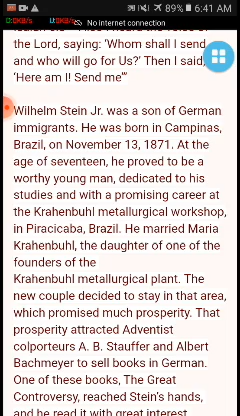 89% 6:41 AM
0KB/s 0KB/s No internet connection
the Lord, saying: ‘Whom shall I send,
and who will go for Us?’ Then I said,
‘Here am I! Send me’”
Wilhelm Stein Jr. was a son of German
immigrants. He was born in Campinas,
Brazil, on November 13, 1871. At the
age of seventeen, he proved to be a
worthy young man, dedicated to his
studies and with a promising career at
the Krahenbuhl metallurgical workshop,
in Piracicaba, Brazil. He married Maria
Krahenbuhl, the daughter of one of the
founders of the
Krahenbuhl metallurgical plant. The
new couple decided to stay in that area,
which promised much prosperity. That
prosperity attracted Adventist
colporteurs A. B. Stauffer and Albert
Bachmeyer to sell books in German.
One of these books, The Great
Controversy, reached Stein's hands,
and he read it with great interest